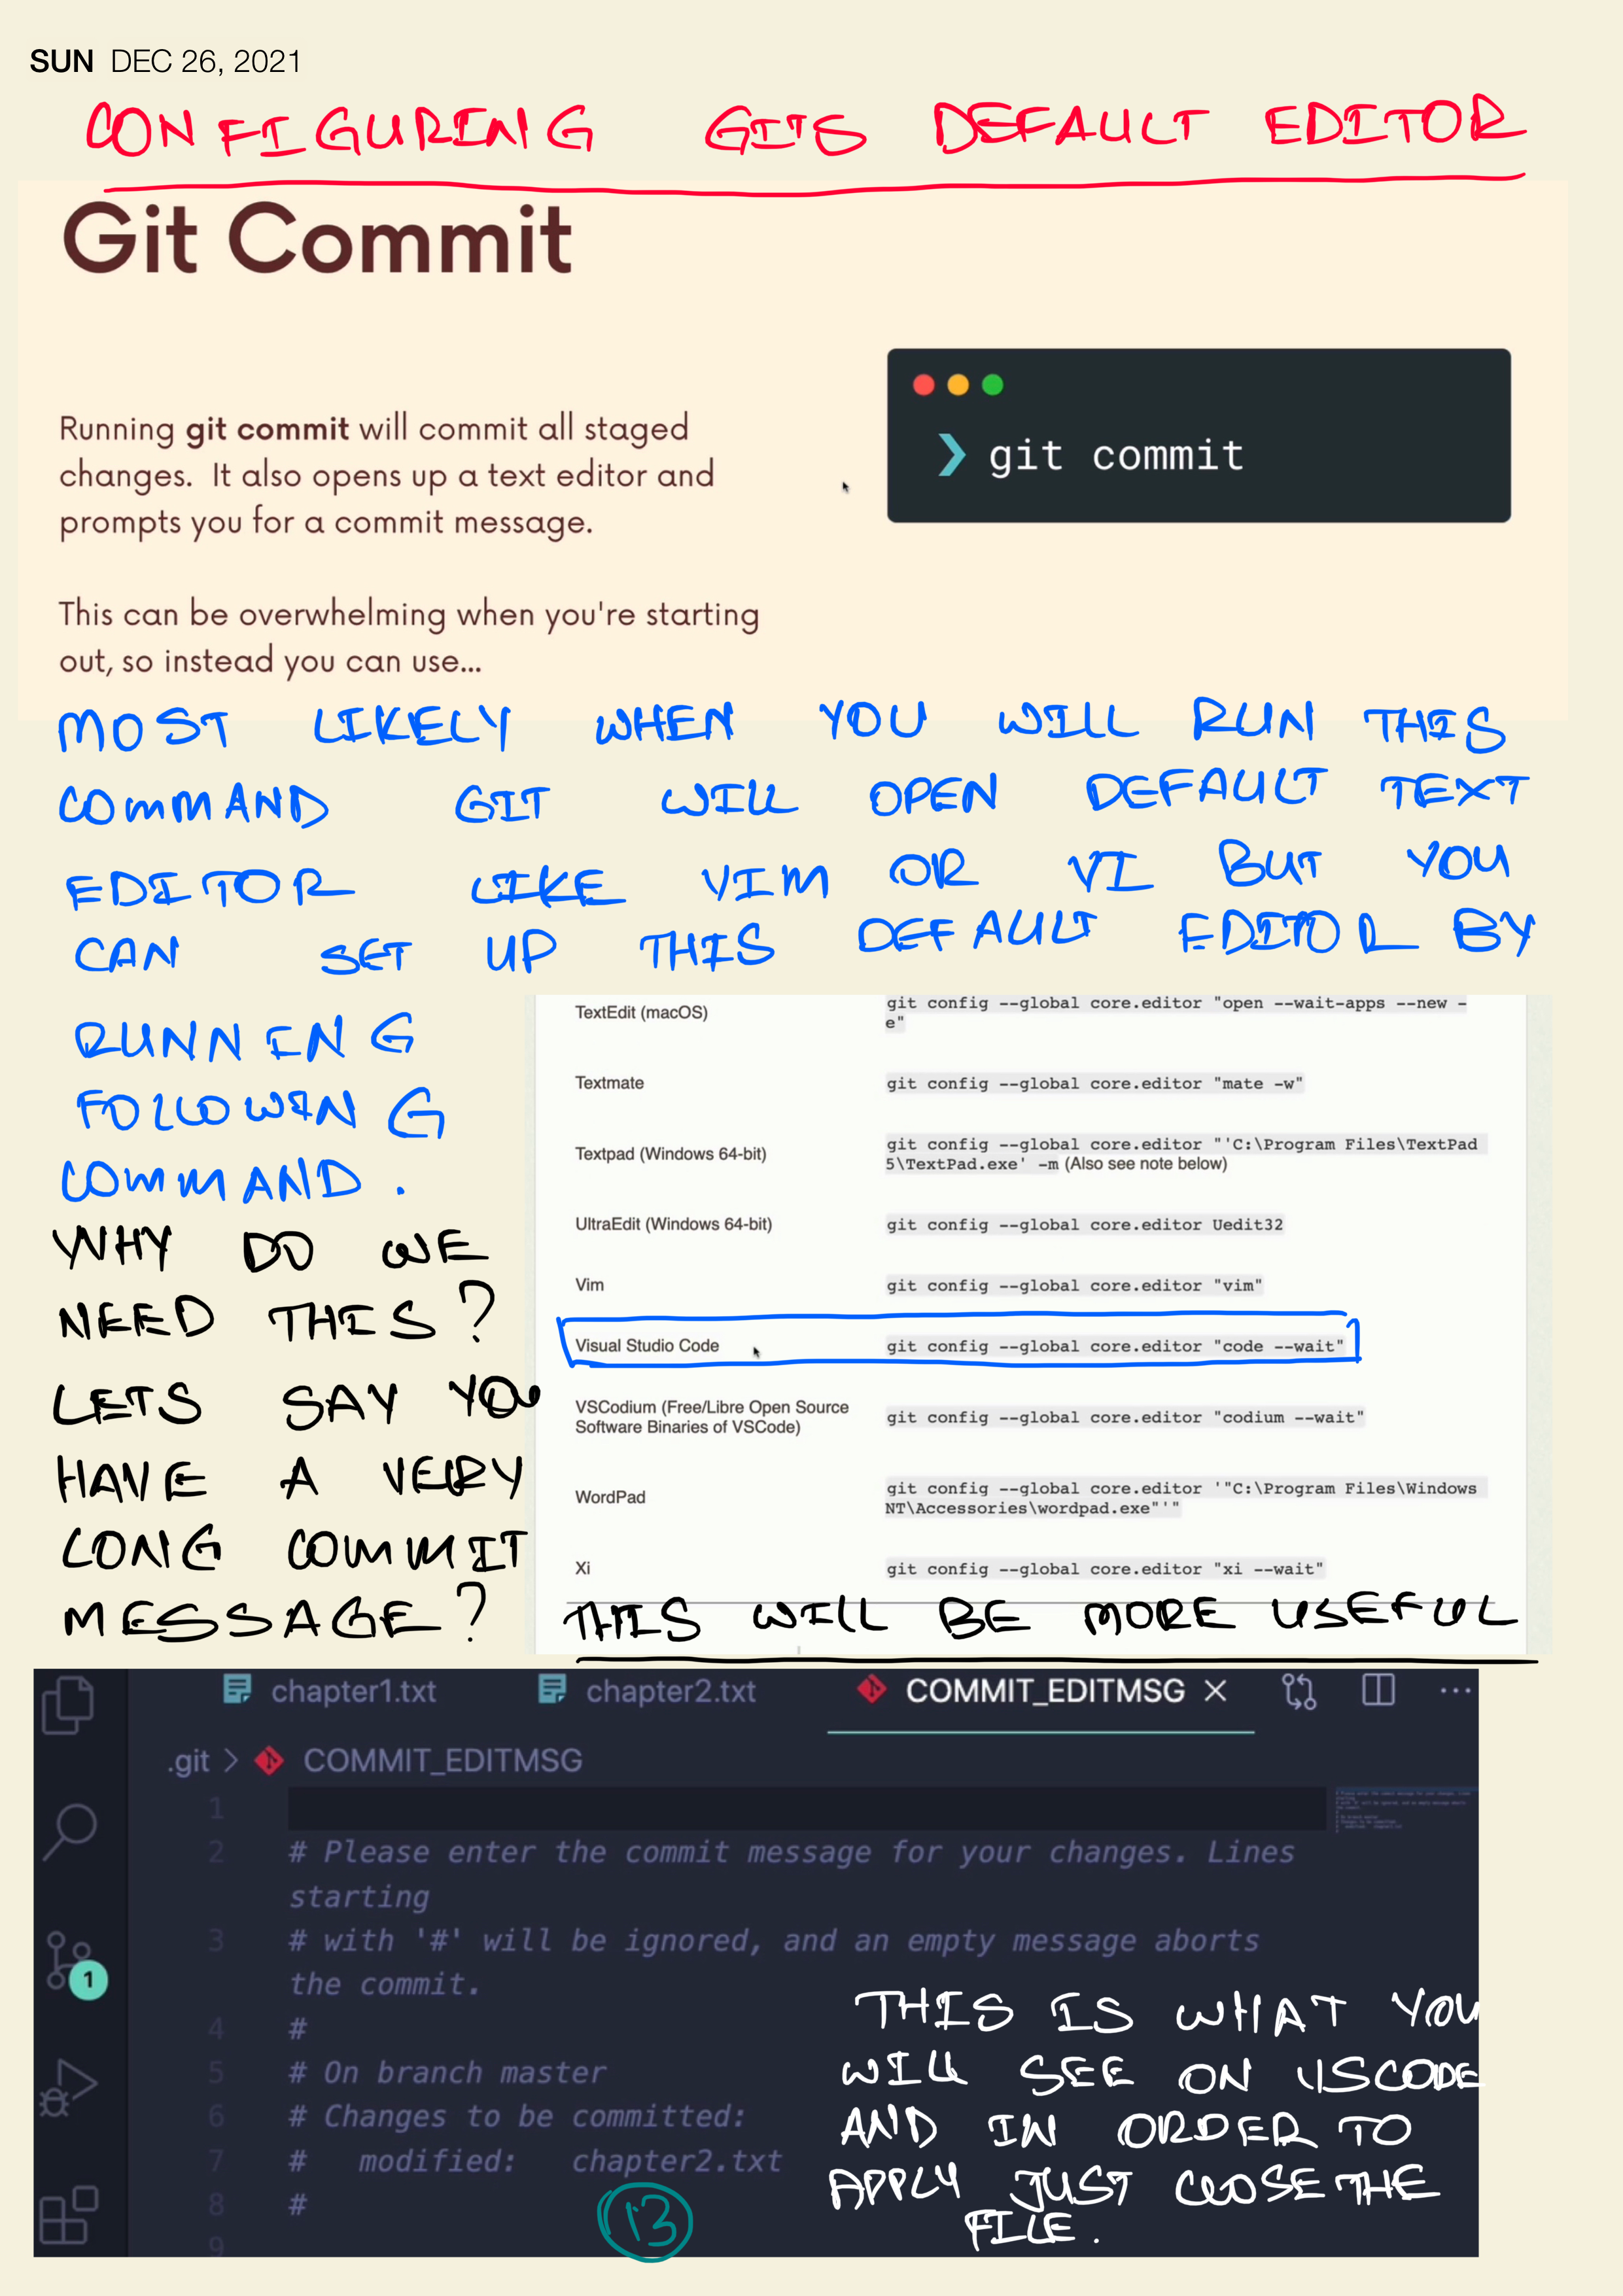 SUN DEC 26, 2021
CONFIGURING GITS DEFAULT EDITOR
Git Commit
Running git commit will commit all staged
changes. It also opens up a text editor and
prompts you for a commit message.
❯ git commit
This can be overwhelming when you're starting
out, so instead you can use...
MOST LIKELY WHEN YOU WILL RUN THIS
COMMAND GIT WILL OPEN DEFAULT TEXT
EDITOR LIKE VIM OR VI BUT YOU
CAN SET UP THIS DEFAULT EDITOR BY
RUNNING
FOLLOWING
COMMAND.
TextEdit (macOS) git config --global core.editor "open --wait-apps --new -
e"
Textmate git config --global core.editor "mate -w"
Textpad (Windows 64-bit) git config --global core.editor "'C:\Program Files\TextPad
5\TextPad.exe' -m (Also see note below)
UltraEdit (Windows 64-bit) git config --global core.editor Uedit32
Vim git config --global core.editor "vim"
Visual Studio Code git config --global core.editor "code --wait"
VSCodium (Free/Libre Open Source
Software Binaries of VSCode) git config --global core.editor "codium --wait"
WordPad git config --global core.editor '"C:\Program Files\Windows
NT\Accessories\wordpad.exe"'"
Xi git config --global core.editor "xi --wait"
WHY DO WE
NEED THIS?
LETS SAY YOU
HAVE A VERY
LONG COMMIT
MESSAGE? THIS WILL BE MORE USEFUL
chapter1.txt chapter2.txt COMMIT_EDITMSG
.git > COMMIT_EDITMSG
1
2 # Please enter the commit message for your changes. Lines
starting
3 # with '#' will be ignored, and an empty message aborts
the commit.
4 #
5 # On branch master
6 # Changes to be committed:
7 # modified: chapter2.txt
8 #
9
1
THIS IS WHAT YOU
WILL SEE ON VSCODE
AND IN ORDER TO
APPLY JUST CLOSE THE
FILE.
13